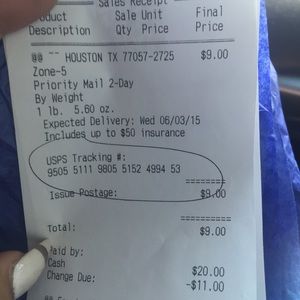 Sales Receipt
Product Sale Unit Final
Description Qty Price Price
@@ ~~ HOUSTON TX 77057-2725 $9.00
Zone-5
Priority Mail 2-Day
By Weight
1 lb. 5.60 oz.
Expected Delivery: Wed 06/03/15
Includes up to $50 insurance
USPS Tracking #:
9505 5111 9805 5152 4994 53
========
Issue Postage: $9.00
==========
Total: $9.00
Paid by:
Cash $20.00
Change Due: -$11.00